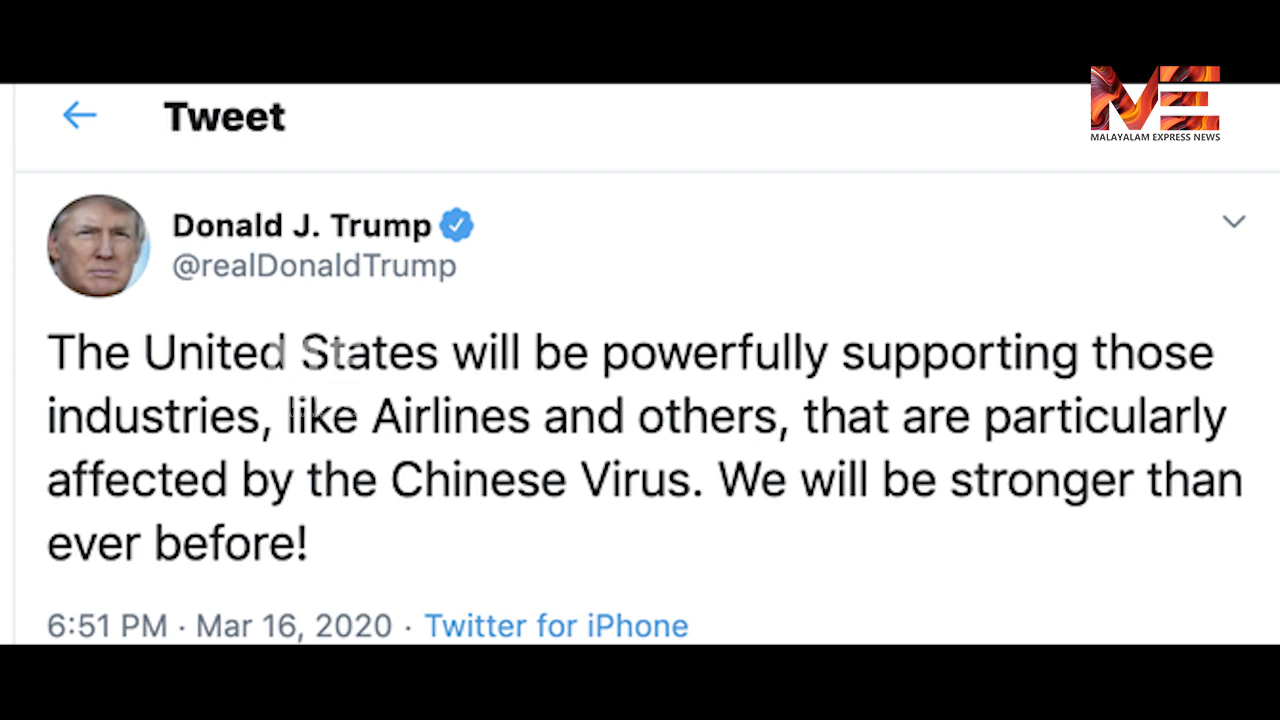 MALAYALAM EXPRESS NEWS
Tweet
Donald J. Trump
@realDonaldTrump
The United States will be powerfully supporting those
industries, like Airlines and others, that are particularly
affected by the Chinese Virus. We will be stronger than
ever before!
6:51 PM · Mar 16, 2020 · Twitter for iPhone